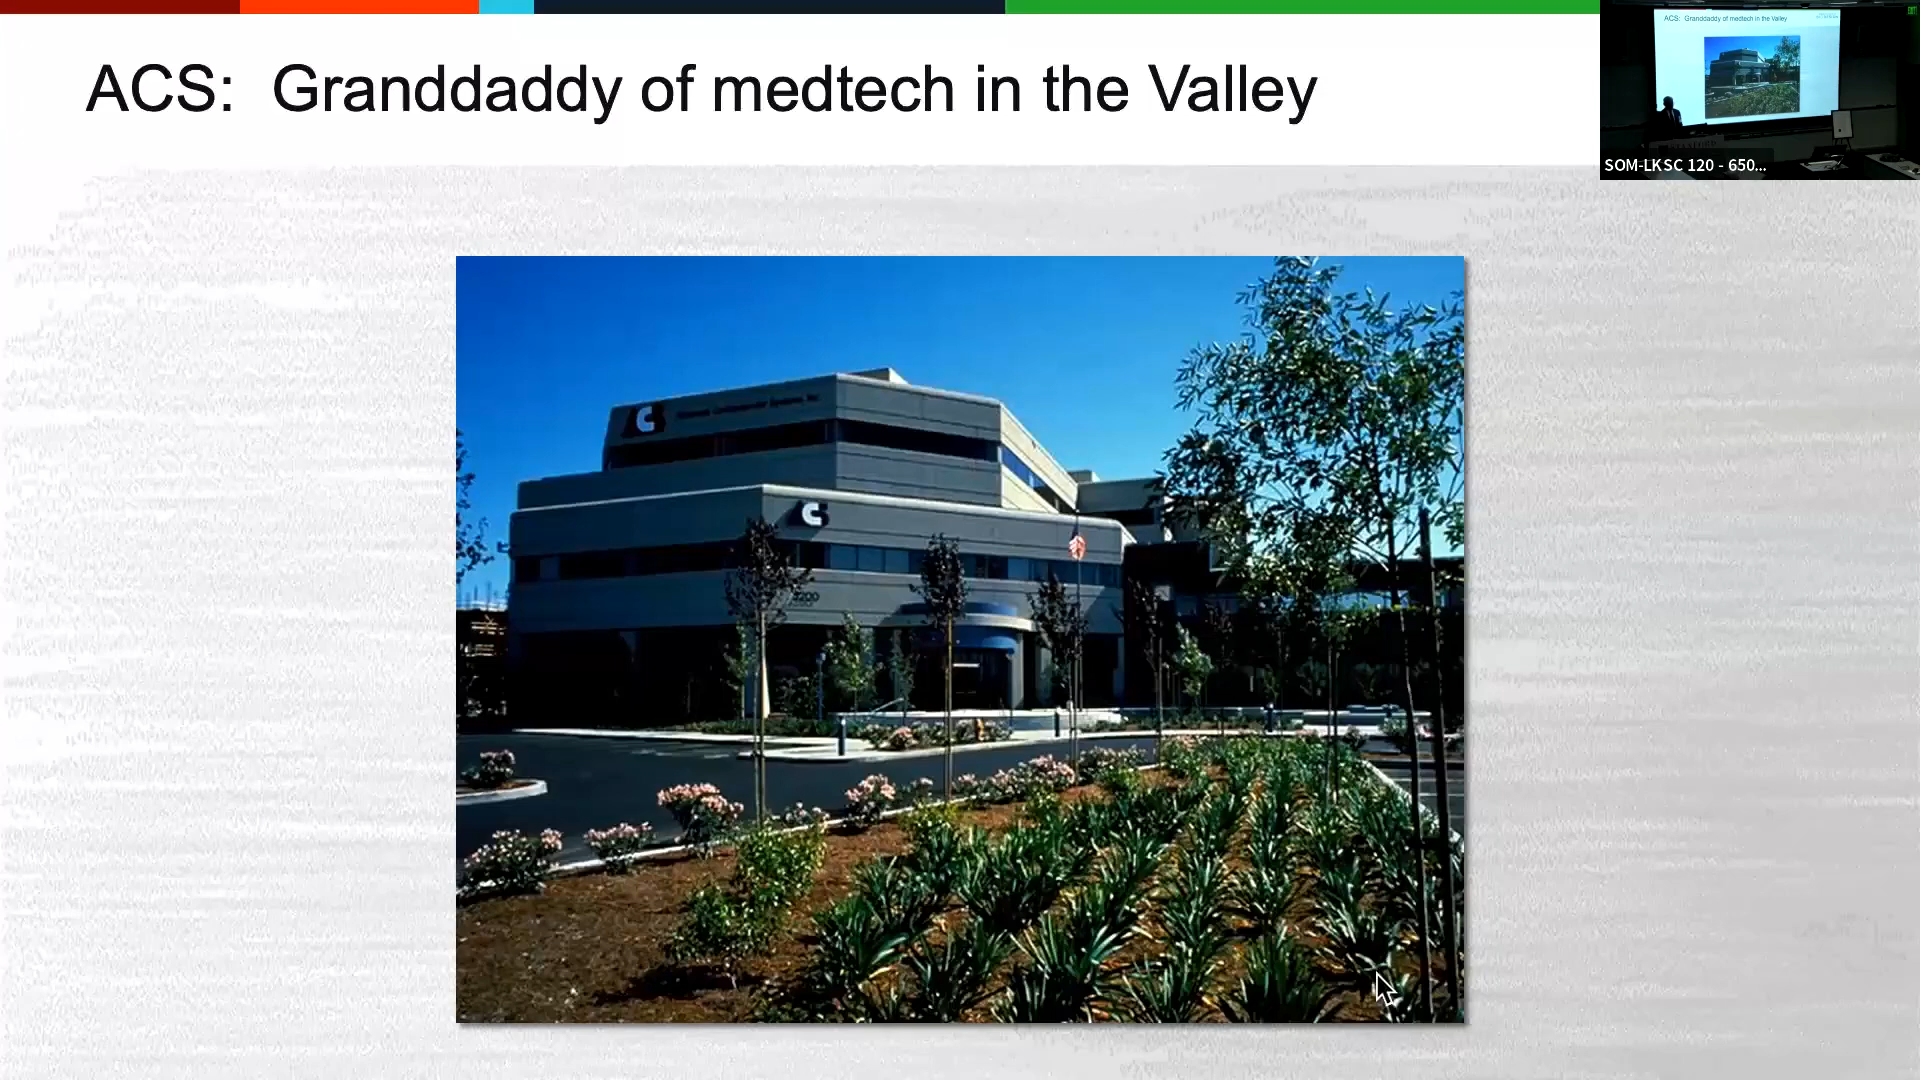 ACS:  Granddaddy of medtech in the Valley
ACS: Granddaddy of medtech in the Valley
SOM-LKSC 120 - 650...
C
C